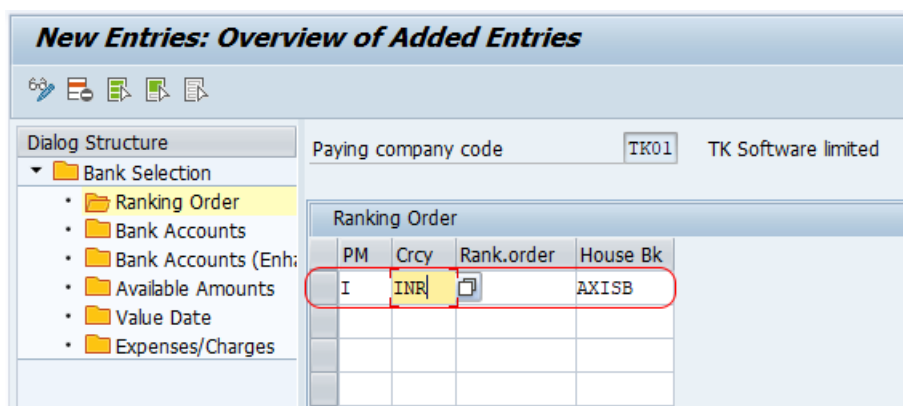 New Entries: Overview of Added Entries
Dialog Structure
Bank Selection
Ranking Order
Bank Accounts
Bank Accounts (Enha
Available Amounts
Value Date
Expenses/Charges
Paying company code TK01 TK Software limited
Ranking Order
PM Crcy Rank.order House Bk
I INR AXISB